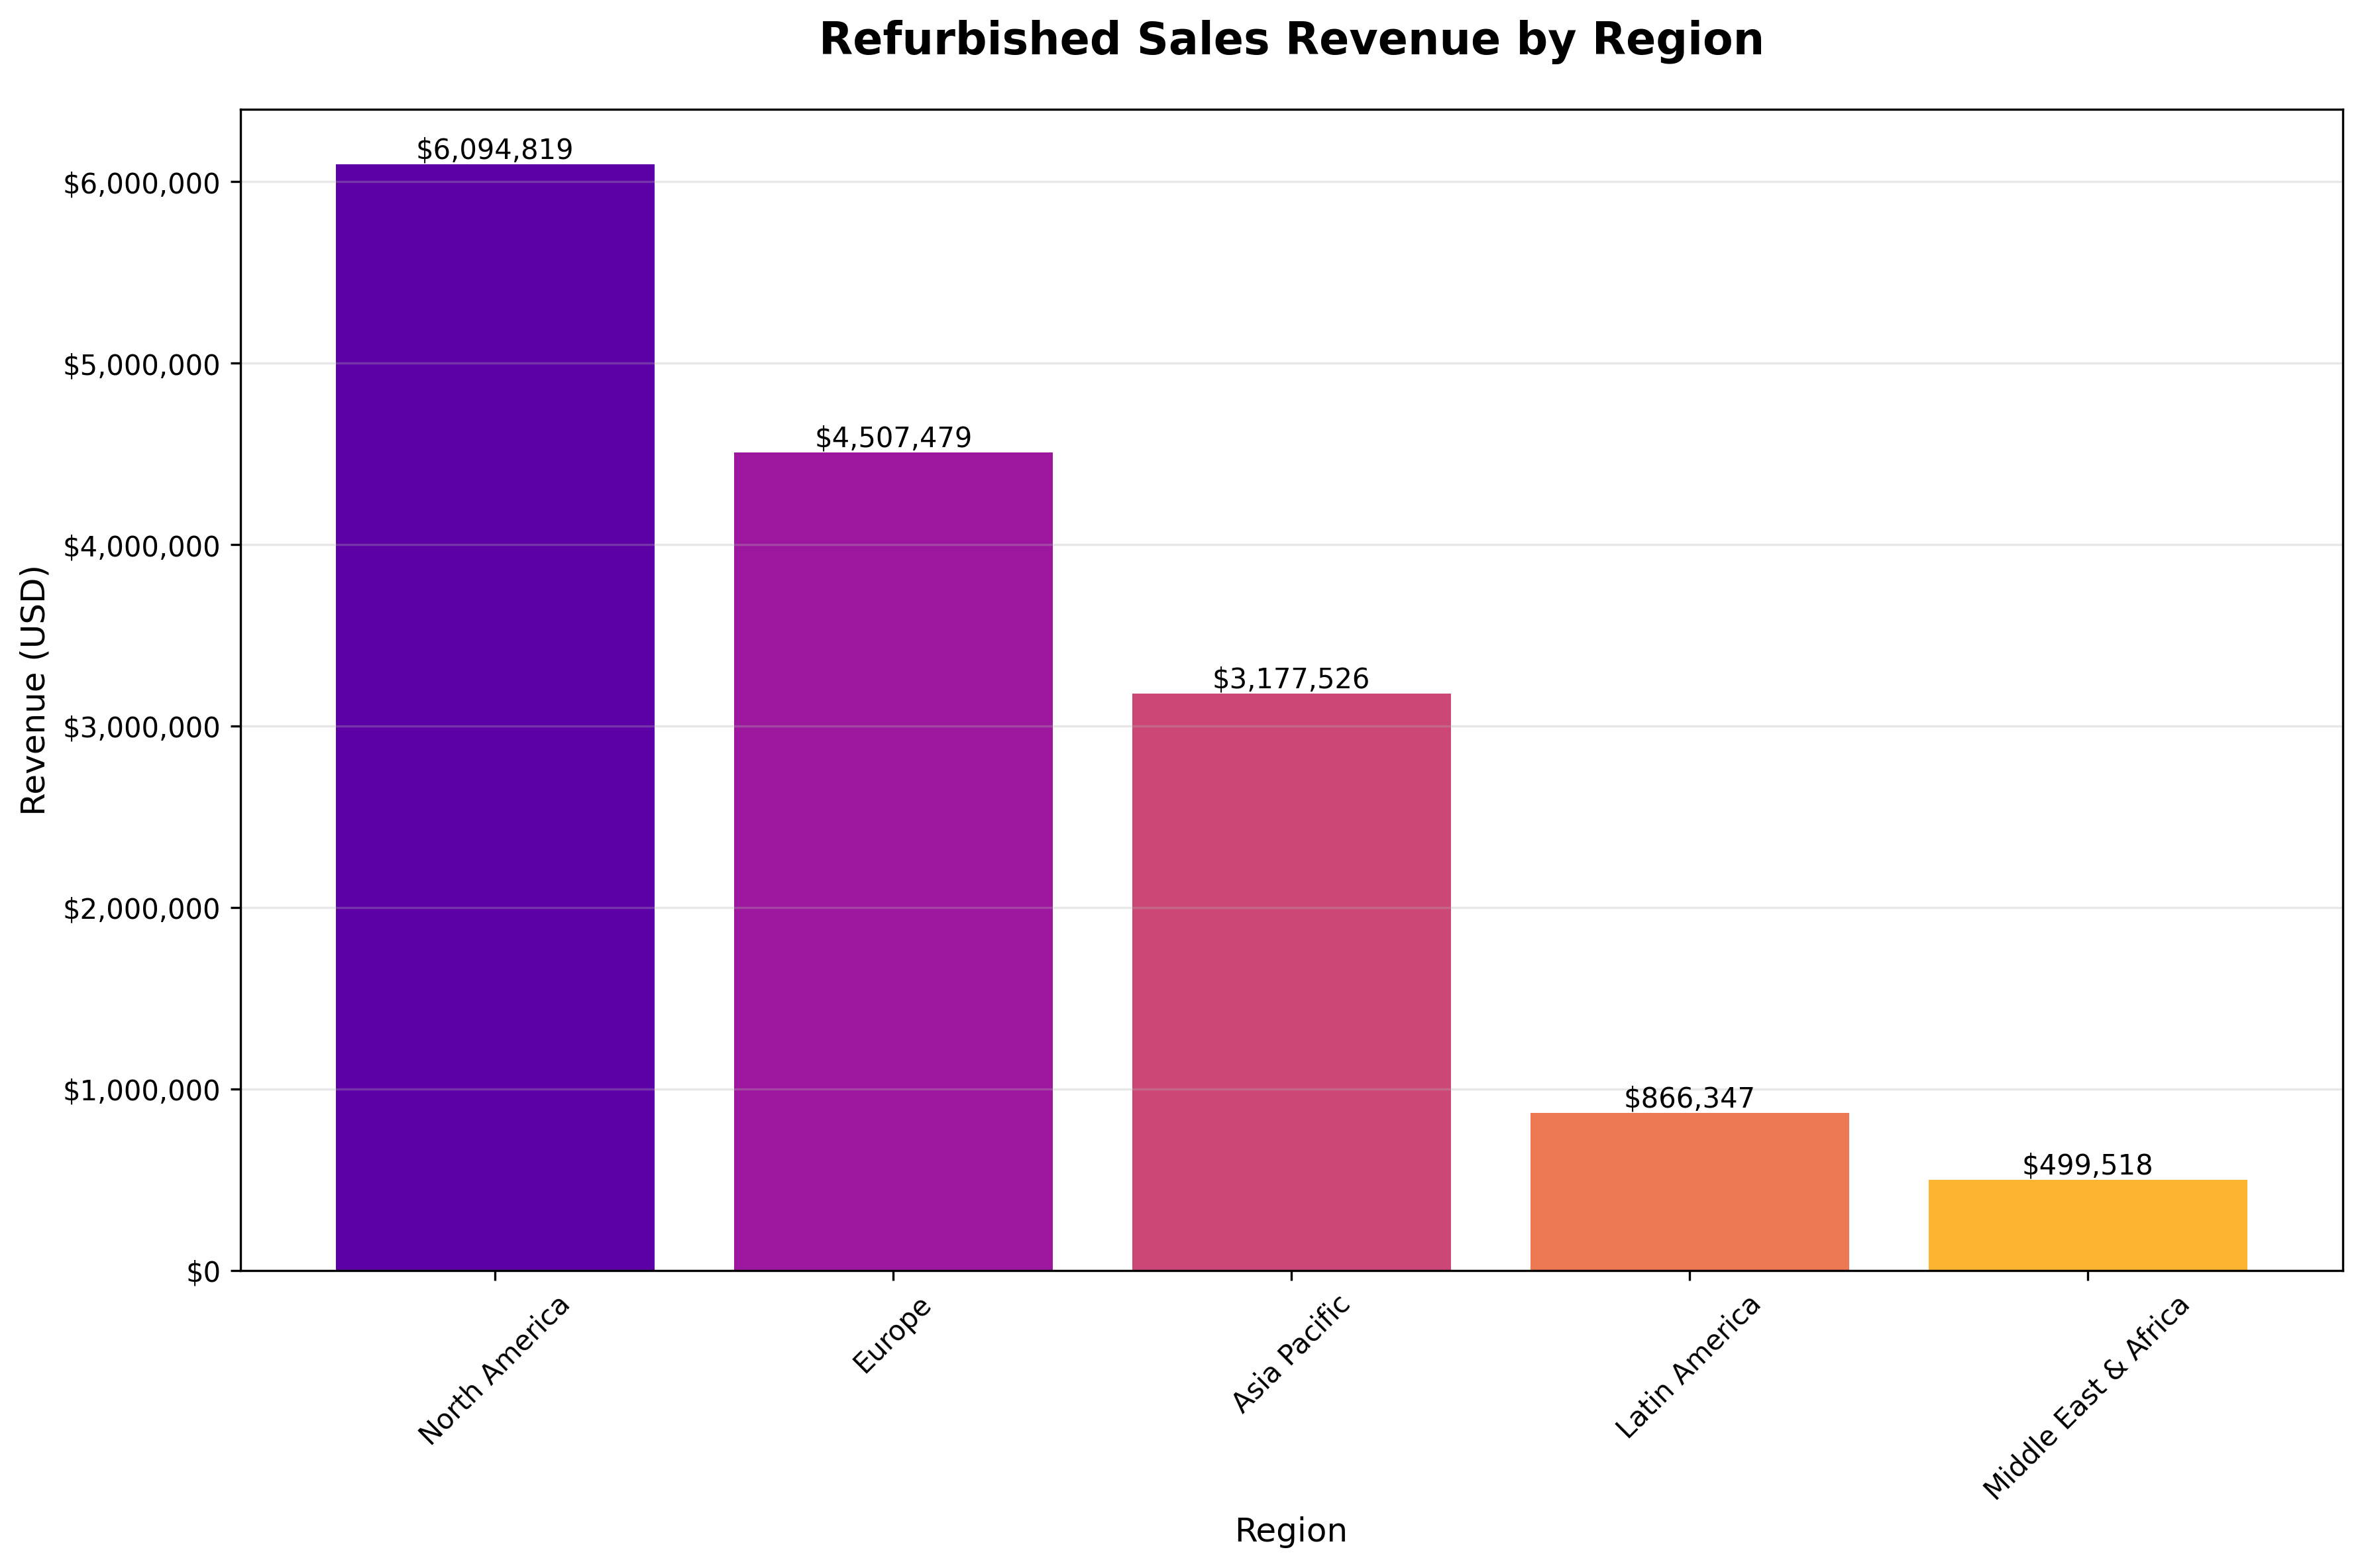 Refurbished Sales Revenue by Region
Revenue (USD)
$6,000,000
$5,000,000
$4,000,000
$3,000,000
$2,000,000
$1,000,000
$0
$6,094,819
$4,507,479
$3,177,526
$866,347
$499,518
North America
Europe
Asia Pacific
Latin America
Middle East & Africa
Region